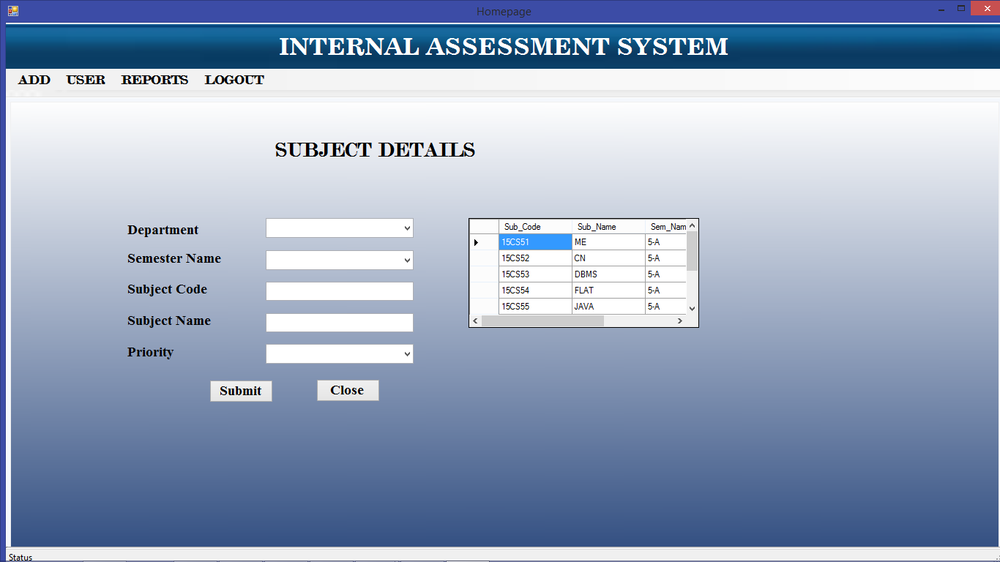 Homepage
INTERNAL ASSESSMENT SYSTEM
ADD USER REPORTS LOGOUT
SUBJECT DETAILS
Department
Semester Name
Subject Code
Subject Name
Priority
Submit Close
Sub_Code Sub_Name Sem_Nam
15CS51 ME 5-A
15CS52 CN 5-A
15CS53 DBMS 5-A
15CS54 FLAT 5-A
15CS55 JAVA 5-A
Status